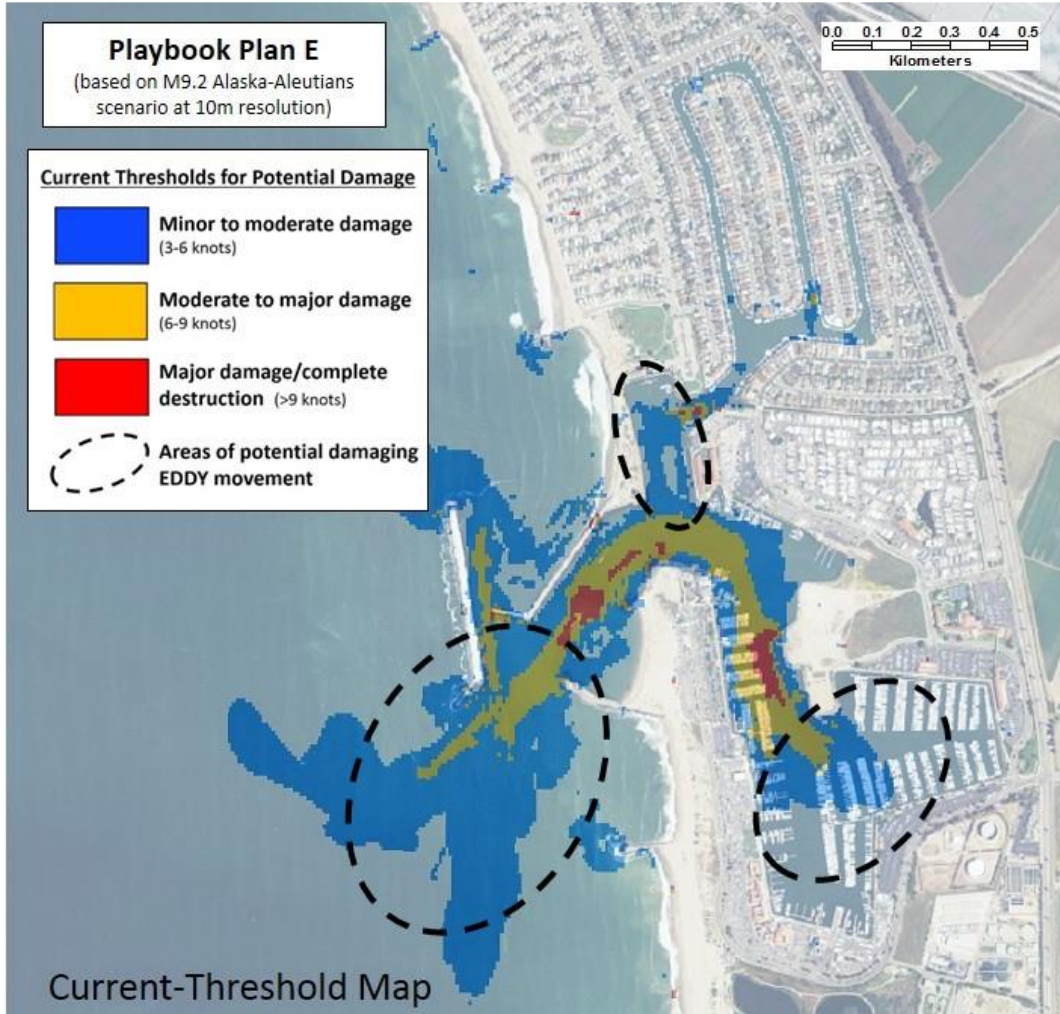 Playbook Plan E
(based on M9.2 Alaska-Aleutians
scenario at 10m resolution)
0.0 0.1 0.2 0.3 0.4 0.5
Kilometers
Current Thresholds for Potential Damage
Minor to moderate damage
(3-6 knots)
Moderate to major damage
(6-9 knots)
Major damage/complete
destruction (>9 knots)
Areas of potential damaging
EDDY movement
Current-Threshold Map